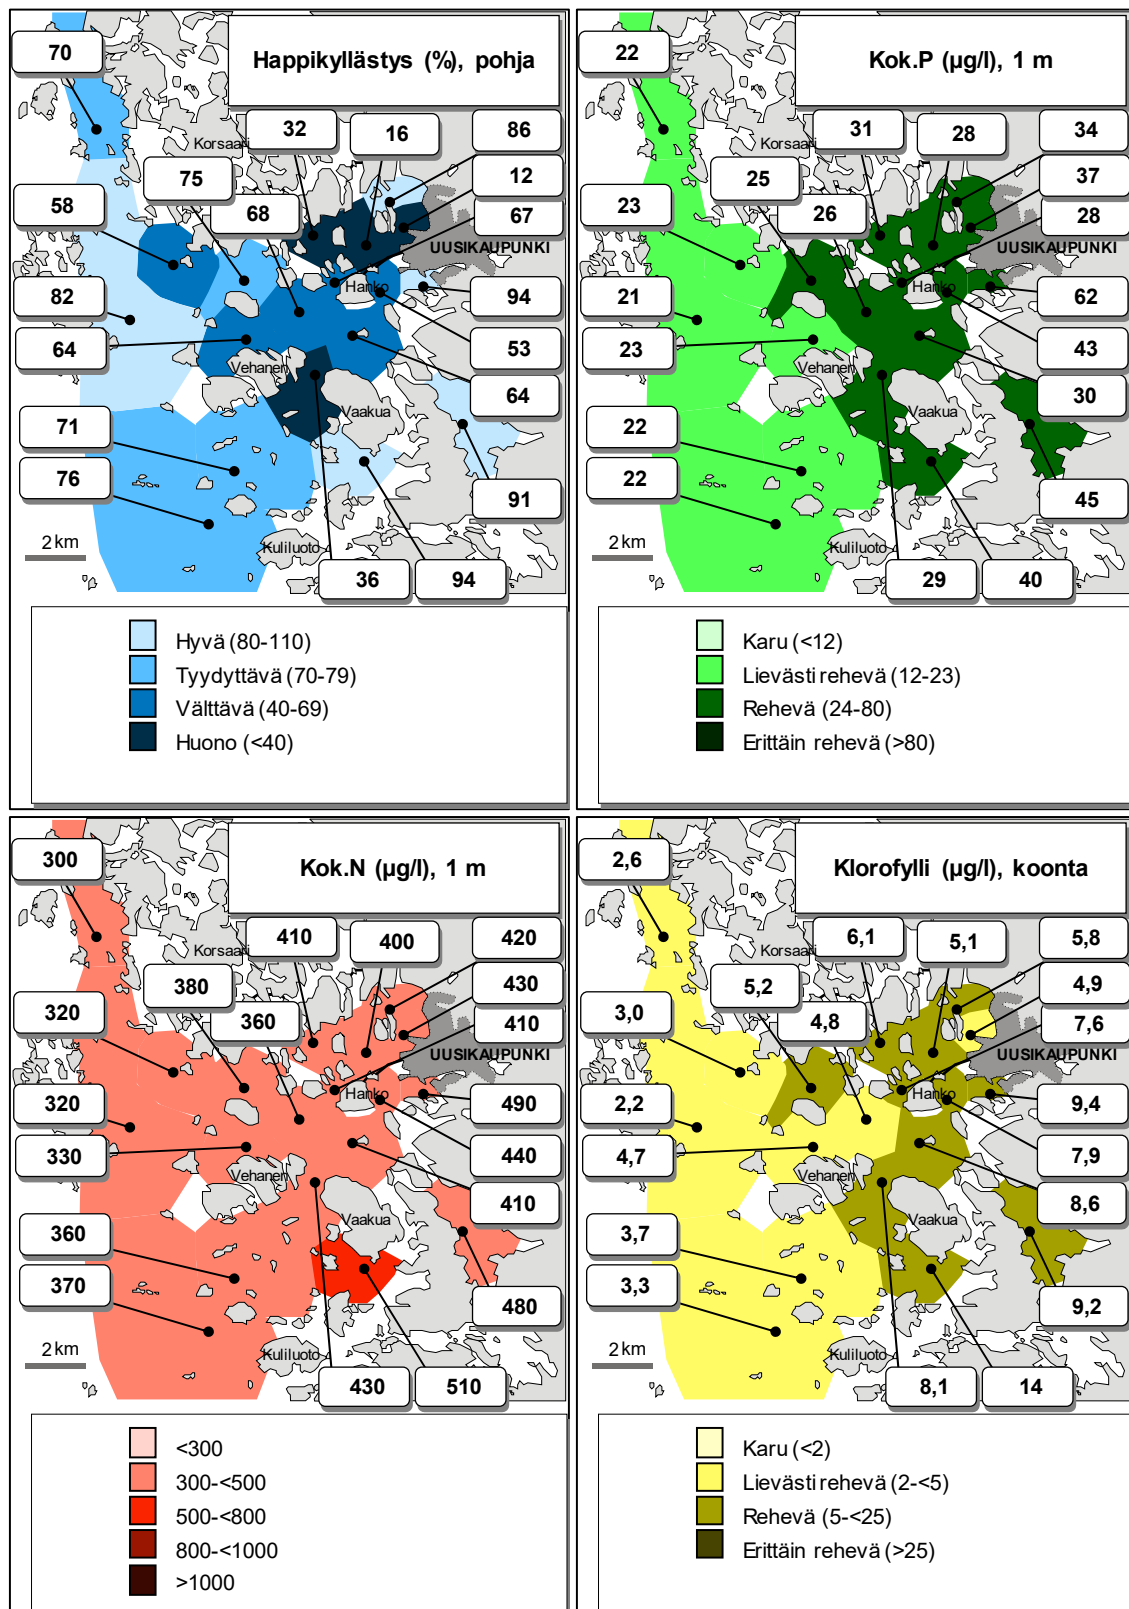 70
Happikyllästys (%), pohja
Korsaari
32
16
86
75
12
58
68
67
UUSIKAUPUNKI
82
Hanko
94
64
53
Vehanen
64
71
Vaakua
76
91
2 km
Kuliluoto
36
94
Hyvä (80-110)
Tyydyttävä (70-79)
Välttävä (40-69)
Huono (<40)
22
Kok.P (µg/l), 1 m
Korsaari
31
28
34
25
37
23
26
28
UUSIKAUPUNKI
21
Hanko
62
23
43
Vehanen
30
22
Vaakua
22
45
2 km
Kuliluoto
29
40
Karu (<12)
Lievästi rehevä (12-23)
Rehevä (24-80)
Erittäin rehevä (>80)
300
Kok.N (µg/l), 1 m
Korsaari
410
400
420
380
430
320
360
410
UUSIKAUPUNKI
320
Hanko
490
330
440
Vehanen
410
360
Vaakua
370
480
2 km
Kuliluoto
430
510
<300
300-<500
500-<800
800-<1000
>1000
2,6
Klorofylli (µg/l), koonta
Korsaari
6,1
5,1
5,8
5,2
4,9
3,0
4,8
7,6
UUSIKAUPUNKI
2,2
Hanko
9,4
4,7
7,9
Vehanen
8,6
3,7
Vaakua
3,3
9,2
2 km
Kuliluoto
8,1
14
Karu (<2)
Lievästi rehevä (2-<5)
Rehevä (5-<25)
Erittäin rehevä (>25)